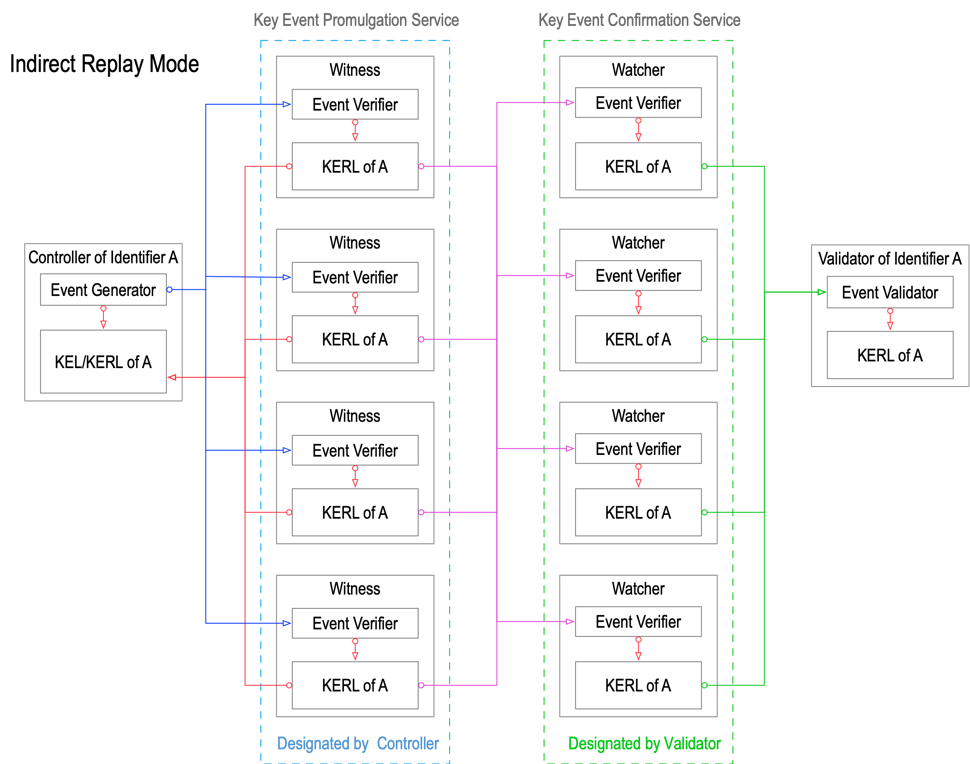 Key Event Promulgation Service
Key Event Confirmation Service
Indirect Replay Mode
Witness
Event Verifier
KERL of A
Watcher
Event Verifier
KERL of A
Controller of Identifier A
Event Generator
KEL/KERL of A
Witness
Event Verifier
KERL of A
Watcher
Event Verifier
KERL of A
Validator of Identifier A
Event Validator
KERL of A
Witness
Event Verifier
KERL of A
Watcher
Event Verifier
KERL of A
Witness
Event Verifier
KERL of A
Watcher
Event Verifier
KERL of A
Designated by  Controller
Designated by Validator